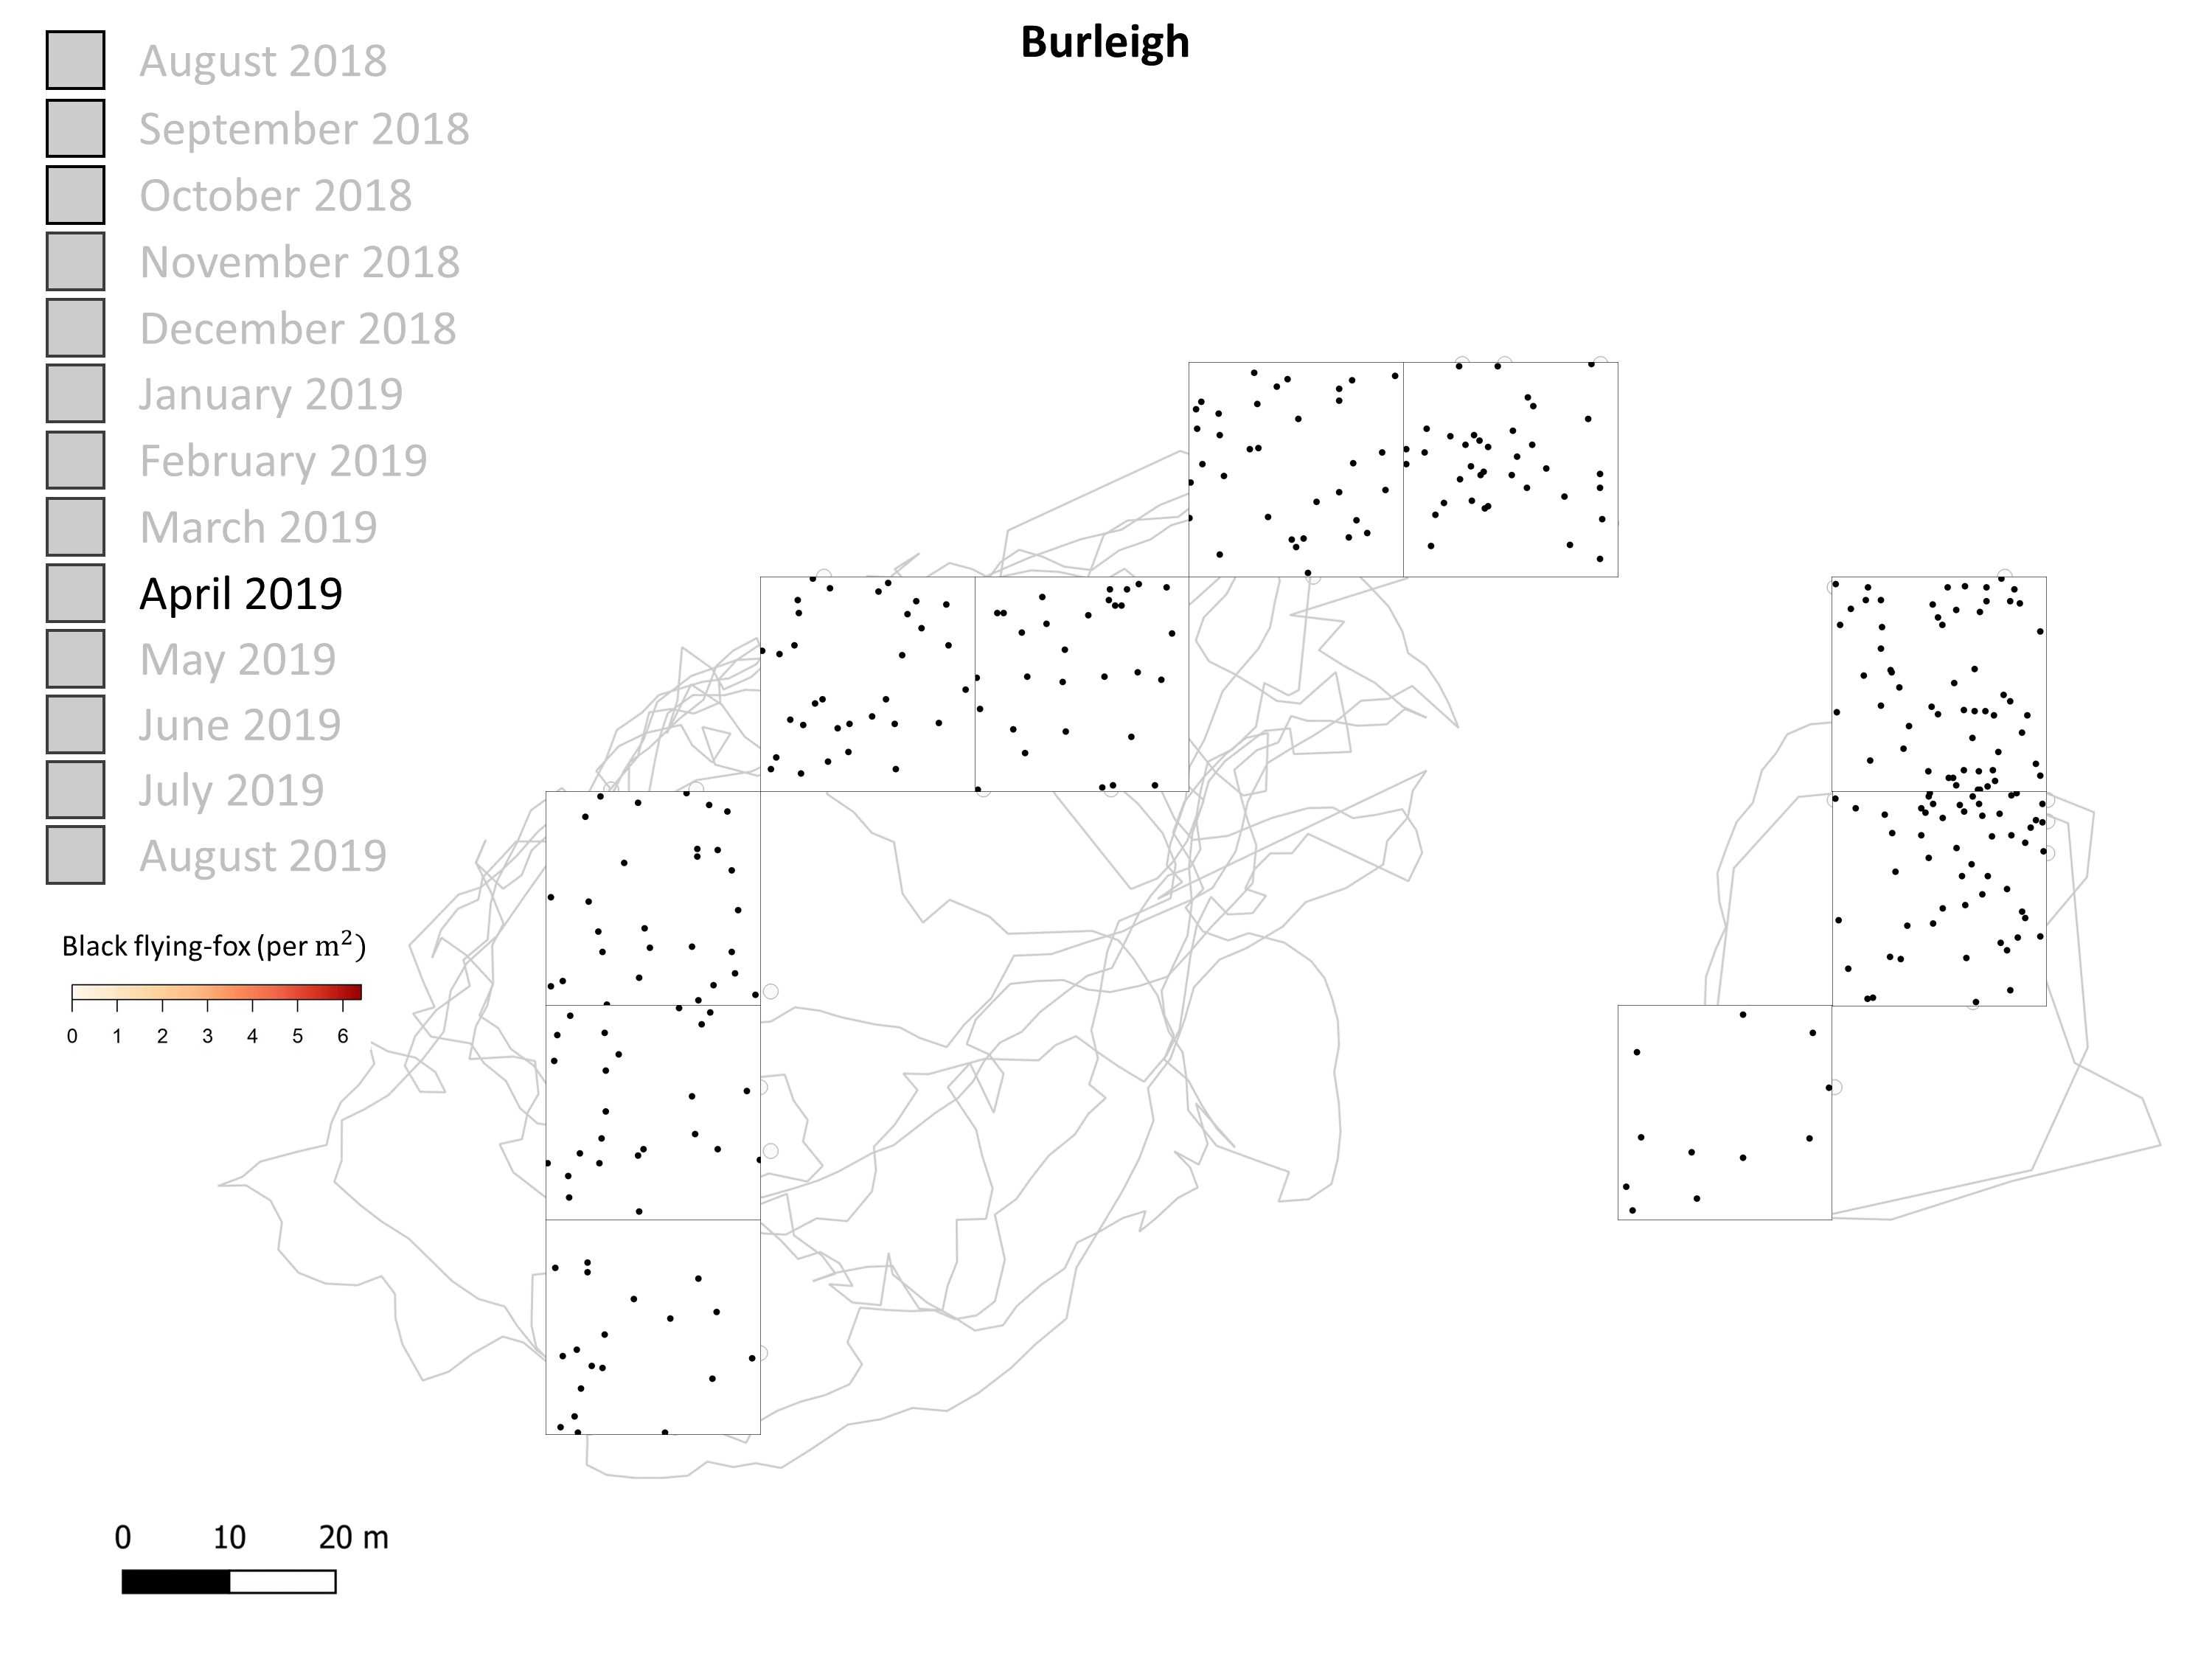 Burleigh
August 2018
September 2018
October 2018
November 2018
December 2018
January 2019
February 2019
March 2019
April 2019
May 2019
June 2019
July 2019
August 2019
Black flying-fox (per m²)
0 1 2 3 4 5 6
0 10 20 m